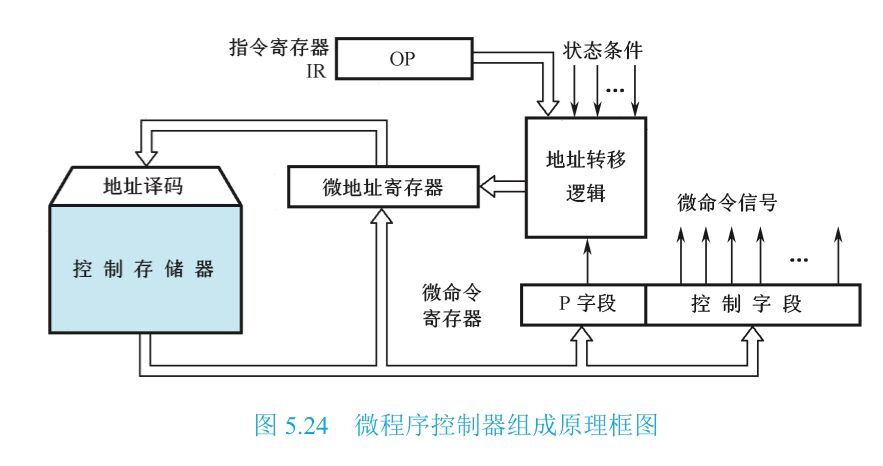 指令寄存器
IR
OP
状态条件
...
地址译码
控制存储器
微地址寄存器
地址转移
逻辑
微命令信号
...
微命令
寄存器
P 字段
控制字段
图 5.24 微程序控制器组成原理框图